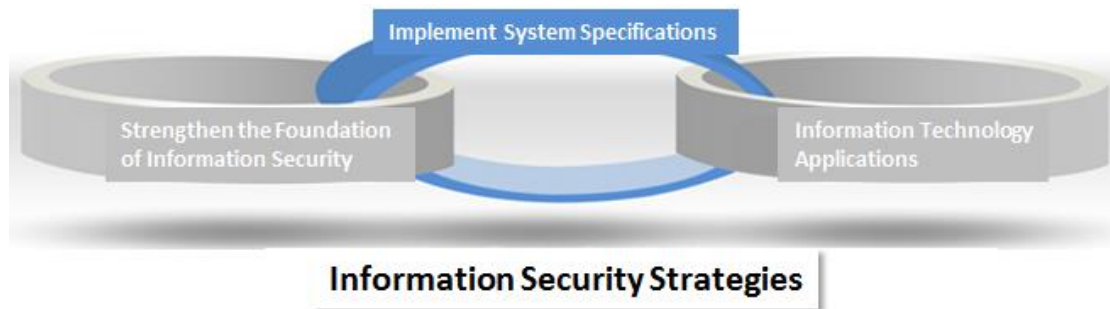 Implement System Specifications
Strengthen the Foundation
of Information Security
Information Technology
Applications
Information Security Strategies